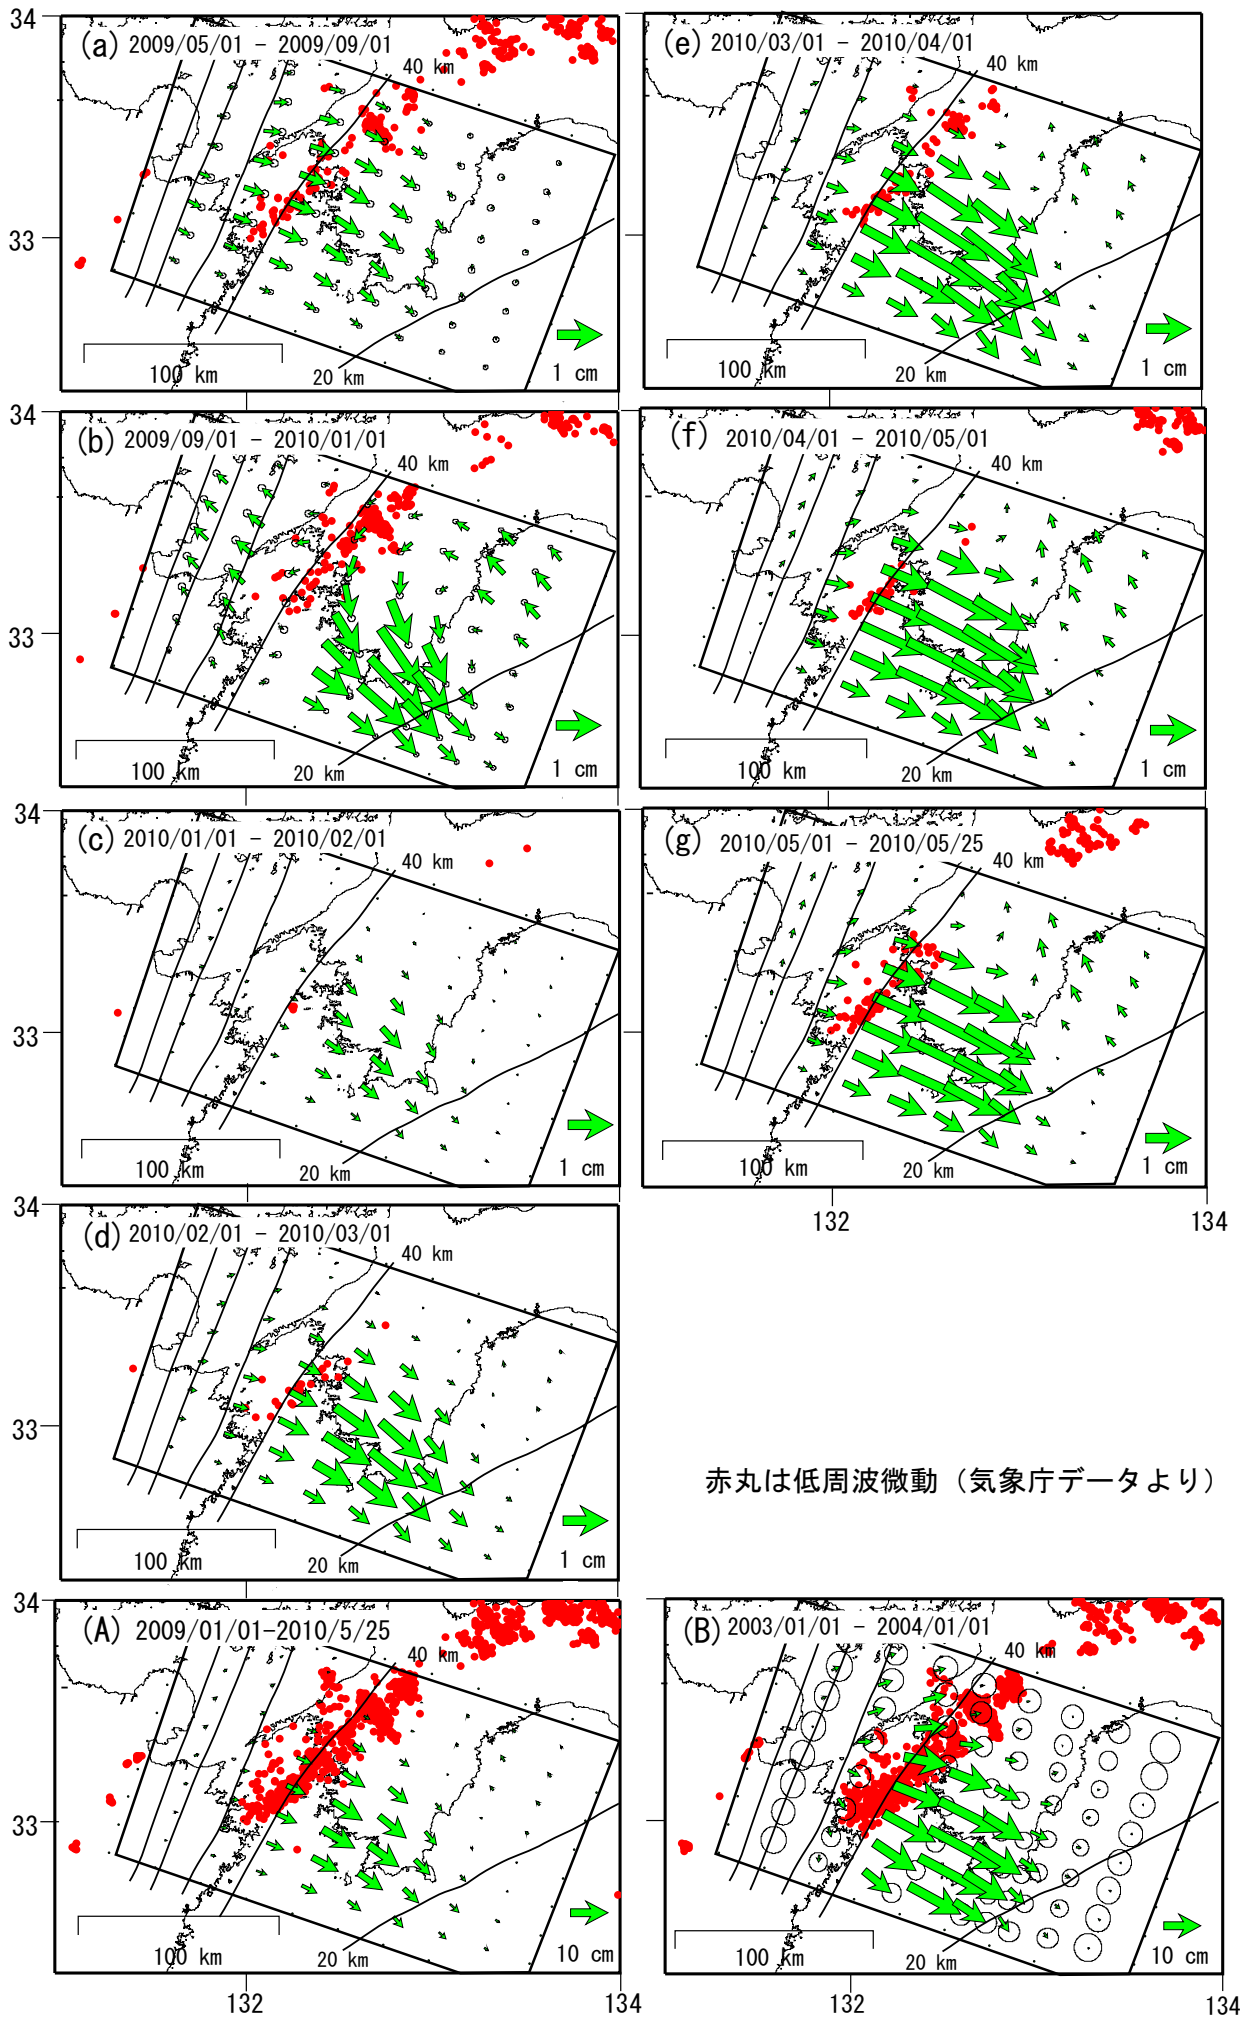 34
(a) 2009/05/01 - 2009/09/01
40 km
33
100 km
20 km
1 cm
(e) 2010/03/01 - 2010/04/01
40 km
100 km
20 km
1 cm
34
(b) 2009/09/01 - 2010/01/01
40 km
33
100 km
20 km
1 cm
(f) 2010/04/01 - 2010/05/01
40 km
100 km
20 km
1 cm
34
(c) 2010/01/01 - 2010/02/01
40 km
33
100 km
20 km
1 cm
(g) 2010/05/01 - 2010/05/25
40 km
100 km
20 km
1 cm
132
134
34
(d) 2010/02/01 - 2010/03/01
40 km
33
100 km
20 km
1 cm
赤丸は低周波微動（気象庁データより）
34
(A) 2009/01/01-2010/5/25
40 km
33
100 km
20 km
10 cm
132
134
(B) 2003/01/01 - 2004/01/01
40 km
100 km
20 km
10 cm
132
134